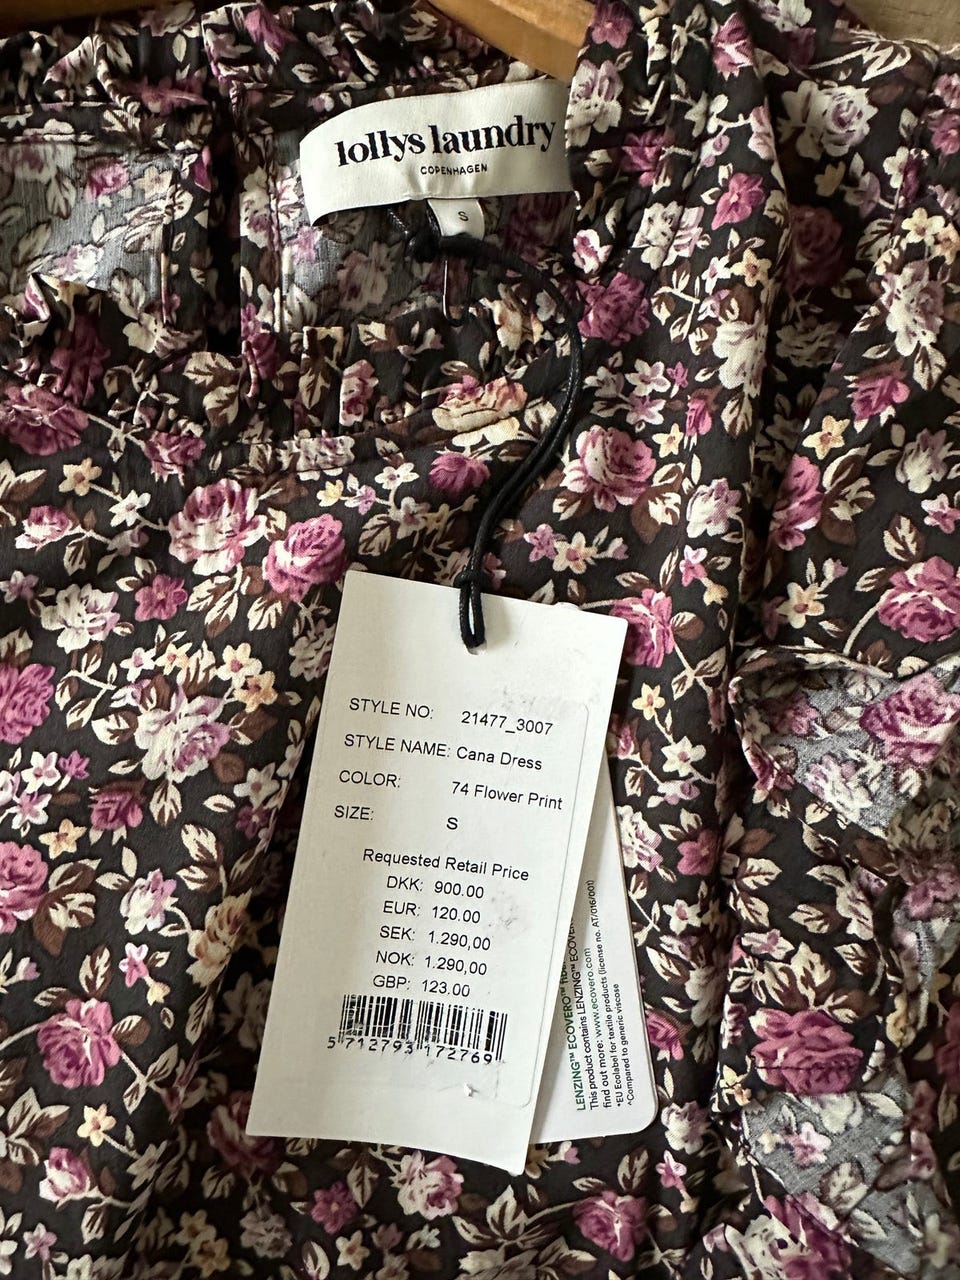 lollys laundry
COPENHAGEN
S
STYLE NO: 21477_3007
STYLE NAME: Cana Dress
COLOR: 74 Flower Print
SIZE: S
Requested Retail Price
DKK: 900.00
EUR: 120.00
SEK: 1.290,00
NOK: 1.290,00
GBP: 123.00
5 712793 172769
LENZING™ ECOVERO™
This product contains LENZING™ ECOVERO™
find out more: www.ecovero.com
*EU Ecolabel for textile products (license no. AT/016/001)
^Compared to generic viscose